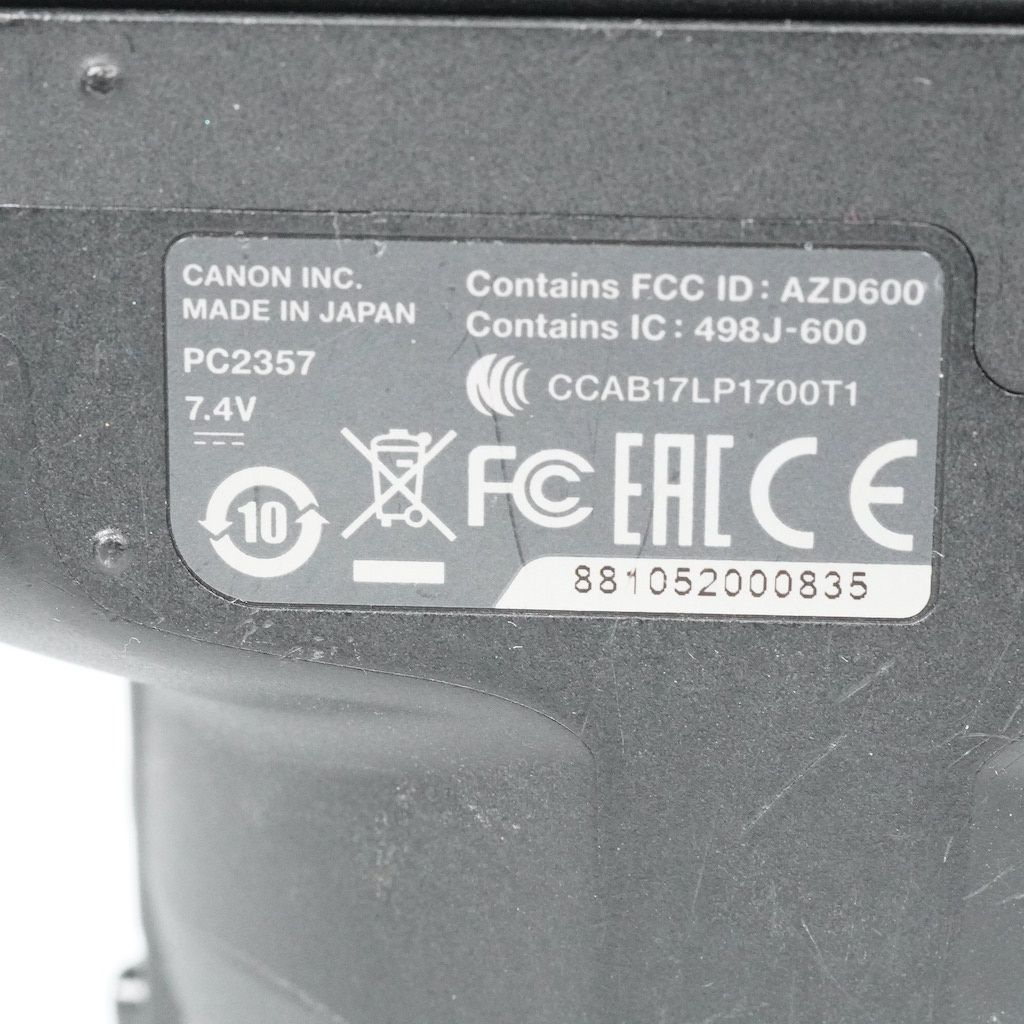 CANON INC.
MADE IN JAPAN
PC2357
7.4V
Contains FCC ID : AZD600
Contains IC : 498J-600
CCAB17LP1700T1
10
FC EAC CE
881052000835